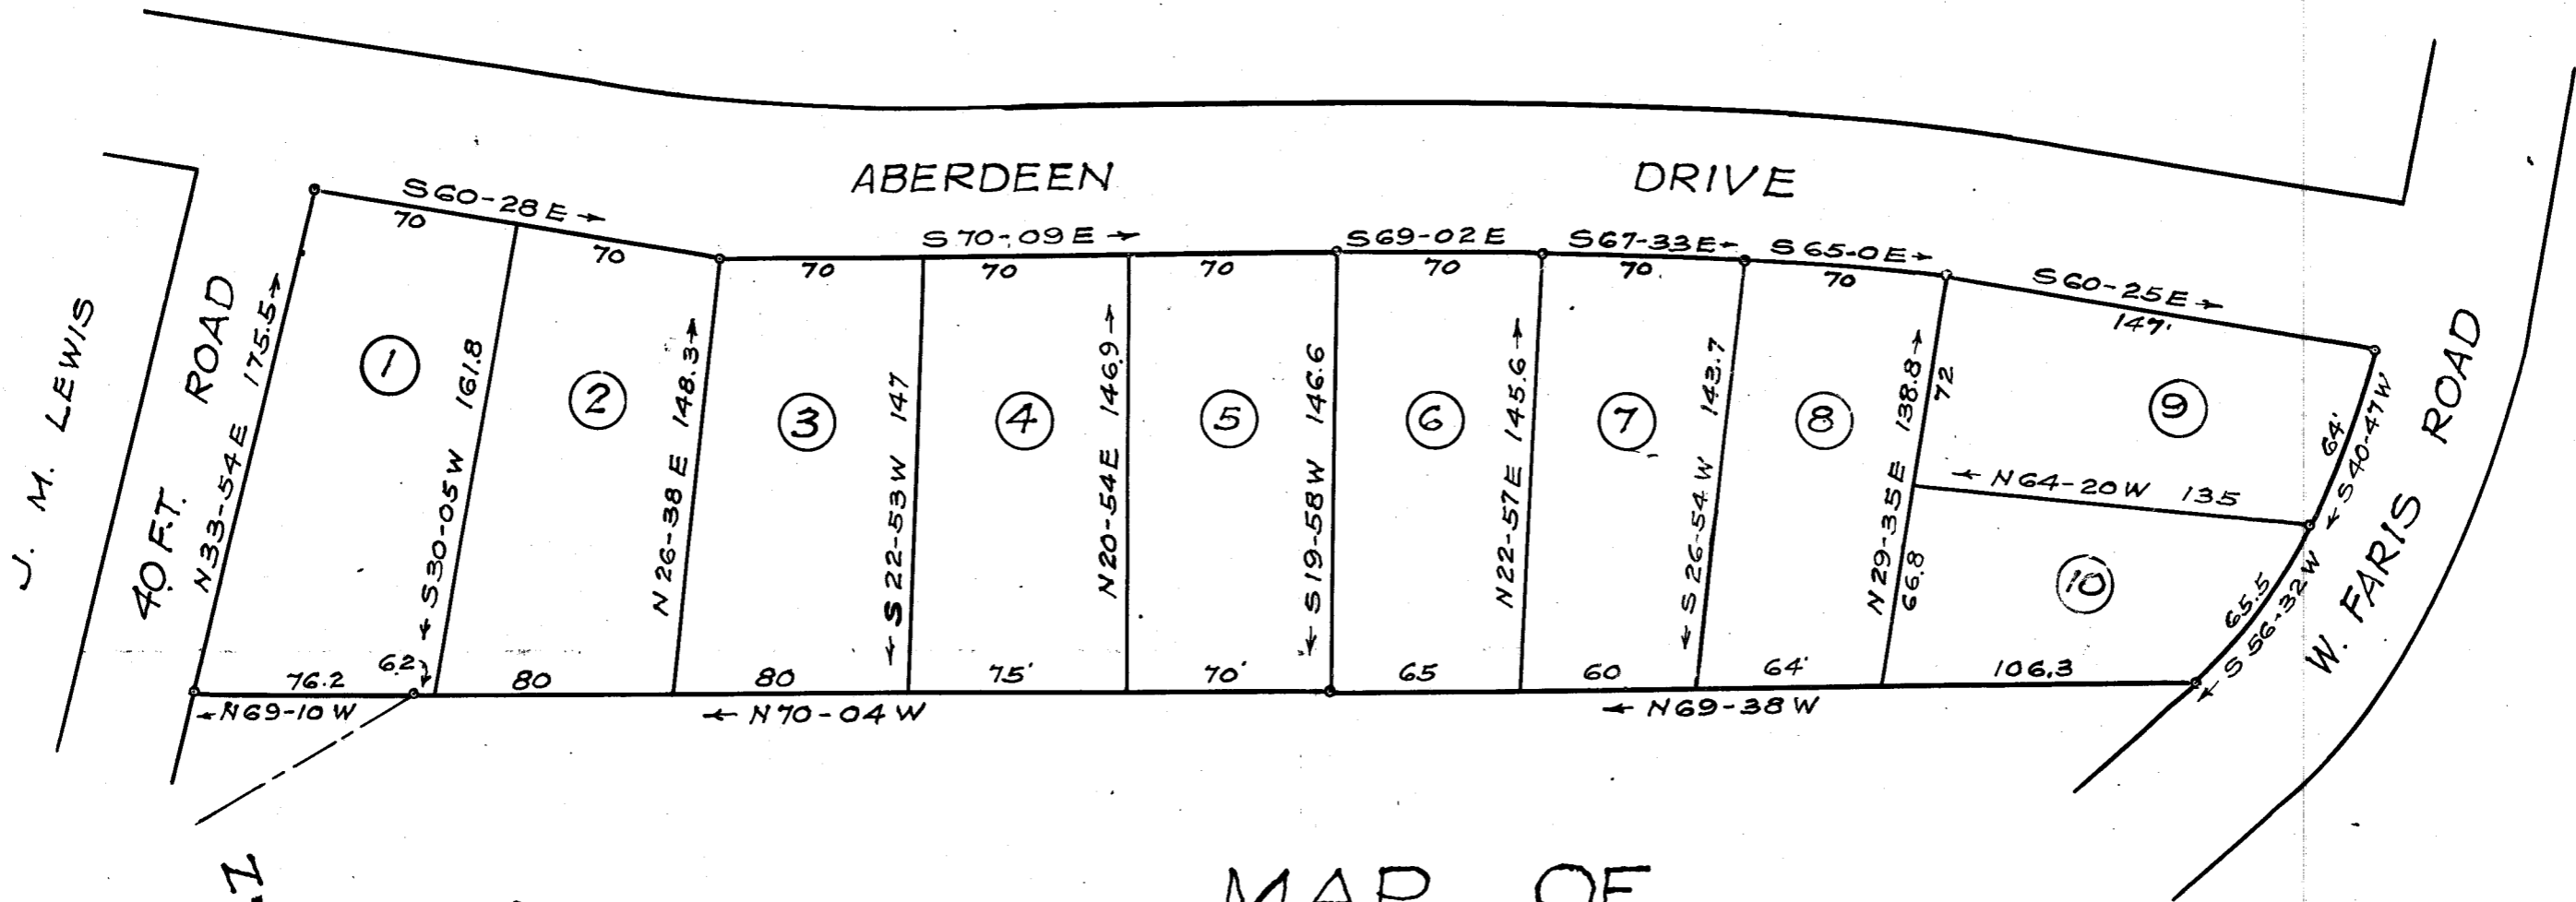 ABERDEEN DRIVE
S60-28E→
70
70
S70-09E→
70
70
70
S69-02E
70
S67-33E-
70.
S65-0E→
70
S60-25E→
147'
J. M. LEWIS
40 FT. ROAD
N33-54E 175.5→
1
←S30-05W 161.8
2
N26-38E 148.3→
3
←S22-53W 147
4
N20-54E 146.9→
5
←S19-58W 146.6
6
N22-57E 145.6→
7
←S26-54W 143.7
8
N29-35E 138.8→
72
66.8
9
64'
←S40-47W
←N64-20W 135
10
65.5
←S56-32W
W. FARIS ROAD
76.2
62
80
80
75'
70'
65
60
64'
106.3
←N69-10W
←N70-04W
←N69-38W
MAP OF